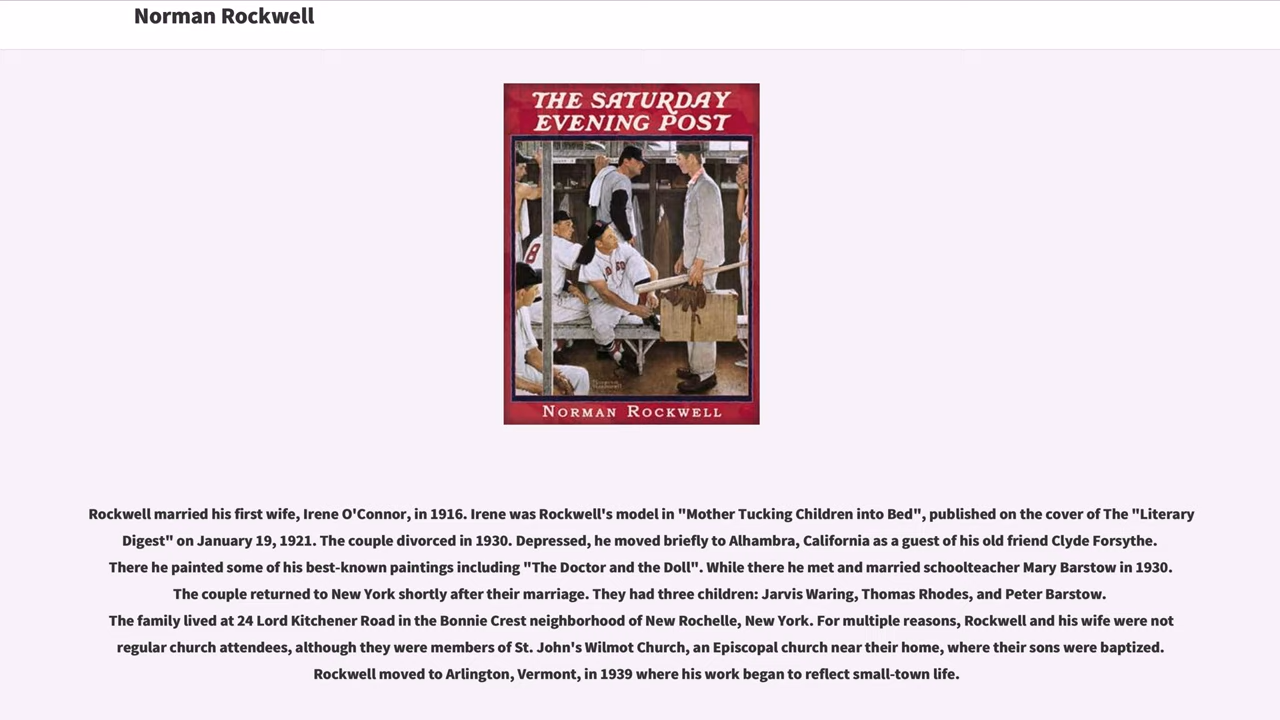 Norman Rockwell
THE SATURDAY
EVENING POST
NORMAN ROCKWELL
Rockwell married his first wife, Irene O'Connor, in 1916. Irene was Rockwell's model in "Mother Tucking Children into Bed", published on the cover of The "Literary
Digest" on January 19, 1921. The couple divorced in 1930. Depressed, he moved briefly to Alhambra, California as a guest of his old friend Clyde Forsythe.
There he painted some of his best-known paintings including "The Doctor and the Doll". While there he met and married schoolteacher Mary Barstow in 1930.
The couple returned to New York shortly after their marriage. They had three children: Jarvis Waring, Thomas Rhodes, and Peter Barstow.
The family lived at 24 Lord Kitchener Road in the Bonnie Crest neighborhood of New Rochelle, New York. For multiple reasons, Rockwell and his wife were not
regular church attendees, although they were members of St. John's Wilmot Church, an Episcopal church near their home, where their sons were baptized.
Rockwell moved to Arlington, Vermont, in 1939 where his work began to reflect small-town life.